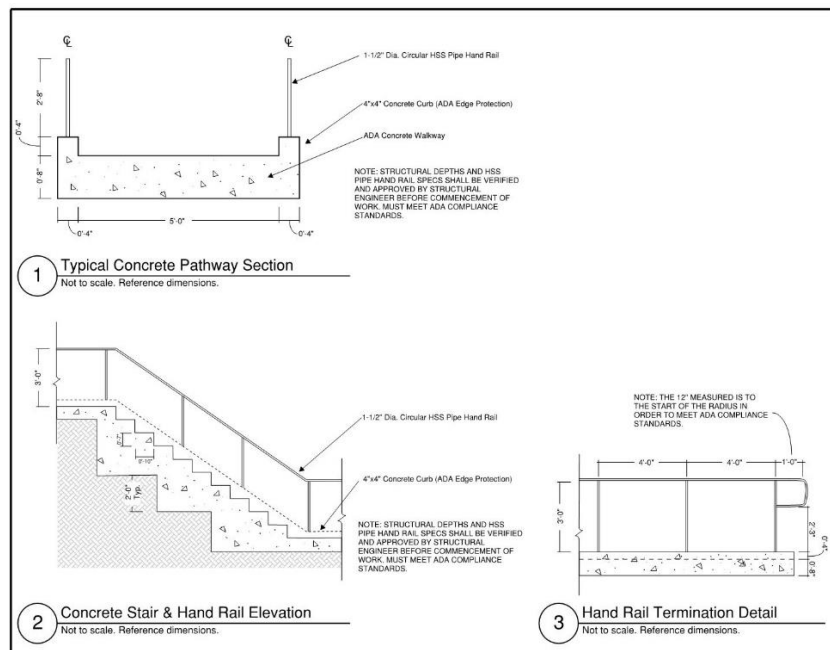 ℄
℄
1-1/2" Dia. Circular HSS Pipe Hand Rail
2'-8"
4"x4" Concrete Curb (ADA Edge Protection)
0'-4"
ADA Concrete Walkway
0'-8"
NOTE: STRUCTURAL DEPTHS AND HSS
PIPE HAND RAIL SPECS SHALL BE VERIFIED
AND APPROVED BY STRUCTURAL
ENGINEER BEFORE COMMENCEMENT OF
WORK. MUST MEET ADA COMPLIANCE
STANDARDS.
5'-0"
0'-4"
0'-4"
1
Typical Concrete Pathway Section
Not to scale. Reference dimensions.
3'-0"
0'-7"
0'-10"
2'-0"
Typ.
1-1/2" Dia. Circular HSS Pipe Hand Rail
4"x4" Concrete Curb (ADA Edge Protection)
NOTE: STRUCTURAL DEPTHS AND HSS
PIPE HAND RAIL SPECS SHALL BE VERIFIED
AND APPROVED BY STRUCTURAL
ENGINEER BEFORE COMMENCEMENT OF
WORK. MUST MEET ADA COMPLIANCE
STANDARDS.
2
Concrete Stair & Hand Rail Elevation
Not to scale. Reference dimensions.
NOTE: THE 12" MEASURED IS TO
THE START OF THE RADIUS IN
ORDER TO MEET ADA COMPLIANCE
STANDARDS.
4'-0"
4'-0"
1'-0"
3'-0"
2'-3"
0'-4"
0'-8"
3
Hand Rail Termination Detail
Not to scale. Reference dimensions.